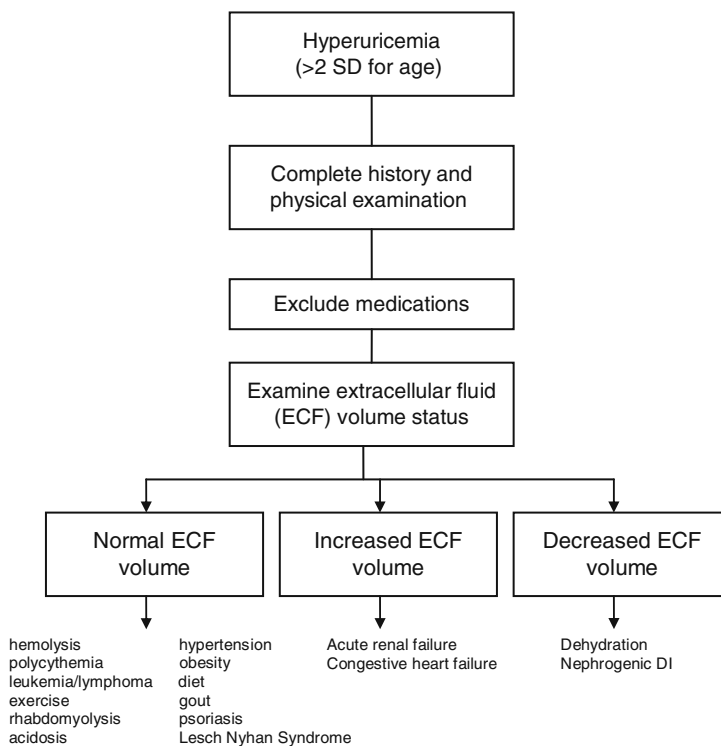 Hyperuricemia
(>2 SD for age)
Complete history and
physical examination
Exclude medications
Examine extracellular fluid
(ECF) volume status
Normal ECF
volume
Increased ECF
volume
Decreased ECF
volume
hemolysis
polycythemia
leukemia/lymphoma
exercise
rhabdomyolysis
acidosis
hypertension
obesity
diet
gout
psoriasis
Lesch Nyhan Syndrome
Acute renal failure
Congestive heart failure
Dehydration
Nephrogenic DI